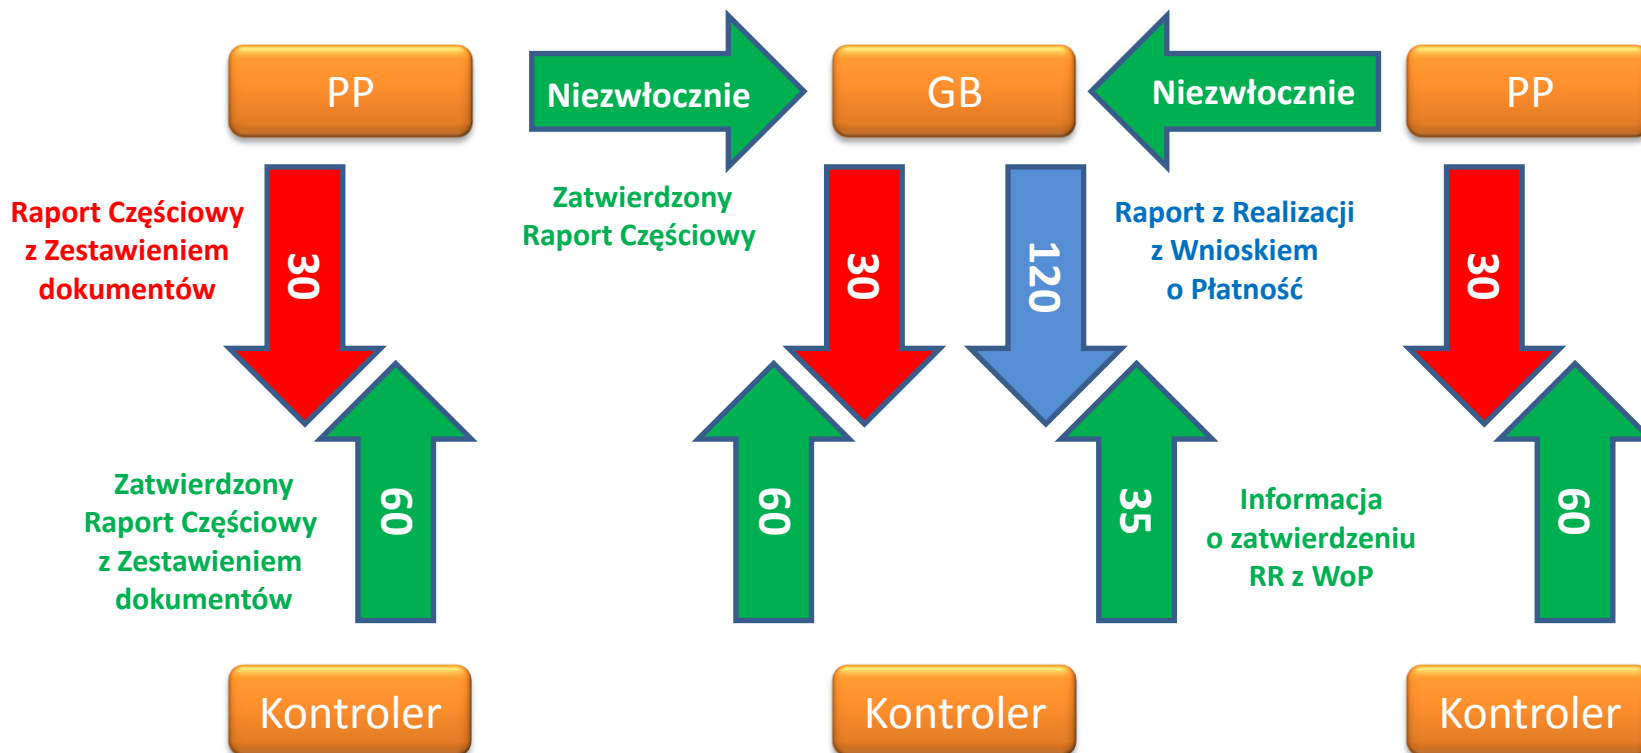 PP
Niezwłocznie
GB
Niezwłocznie
PP
Raport Częściowy
z Zestawieniem
dokumentów
30
Zatwierdzony
Raport Częściowy
30
120
Raport z Realizacji
z Wnioskiem
o Płatność
30
Zatwierdzony
Raport Częściowy
z Zestawieniem
dokumentów
60
60
35
Informacja
o zatwierdzeniu
RR z WoP
60
Kontroler
Kontroler
Kontroler